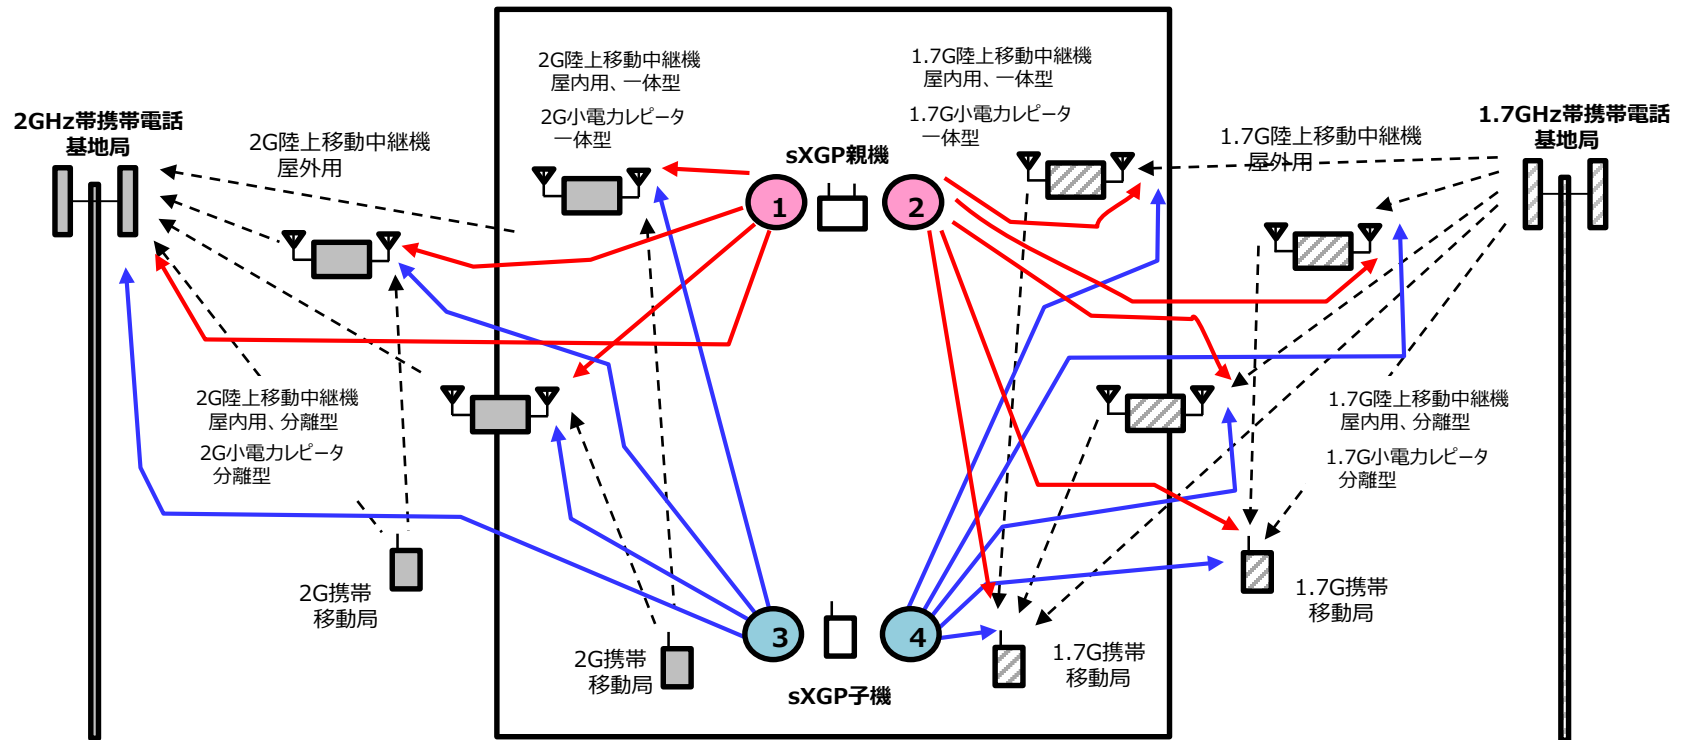 2G陸上移動中継機
屋内用、一体型
2G小電力レピータ
一体型
1.7G陸上移動中継機
屋内用、一体型
1.7G小電力レピータ
一体型
2GHz帯携帯電話
基地局
2G陸上移動中継機
屋外用
sXGP親機
1
2
1.7G陸上移動中継機
屋外用
1.7GHz帯携帯電話
基地局
2G陸上移動中継機
屋内用、分離型
2G小電力レピータ
分離型
1.7G陸上移動中継機
屋内用、分離型
1.7G小電力レピータ
分離型
2G携帯
移動局
2G携帯
移動局
3
4
sXGP子機
1.7G携帯
移動局
1.7G携帯
移動局